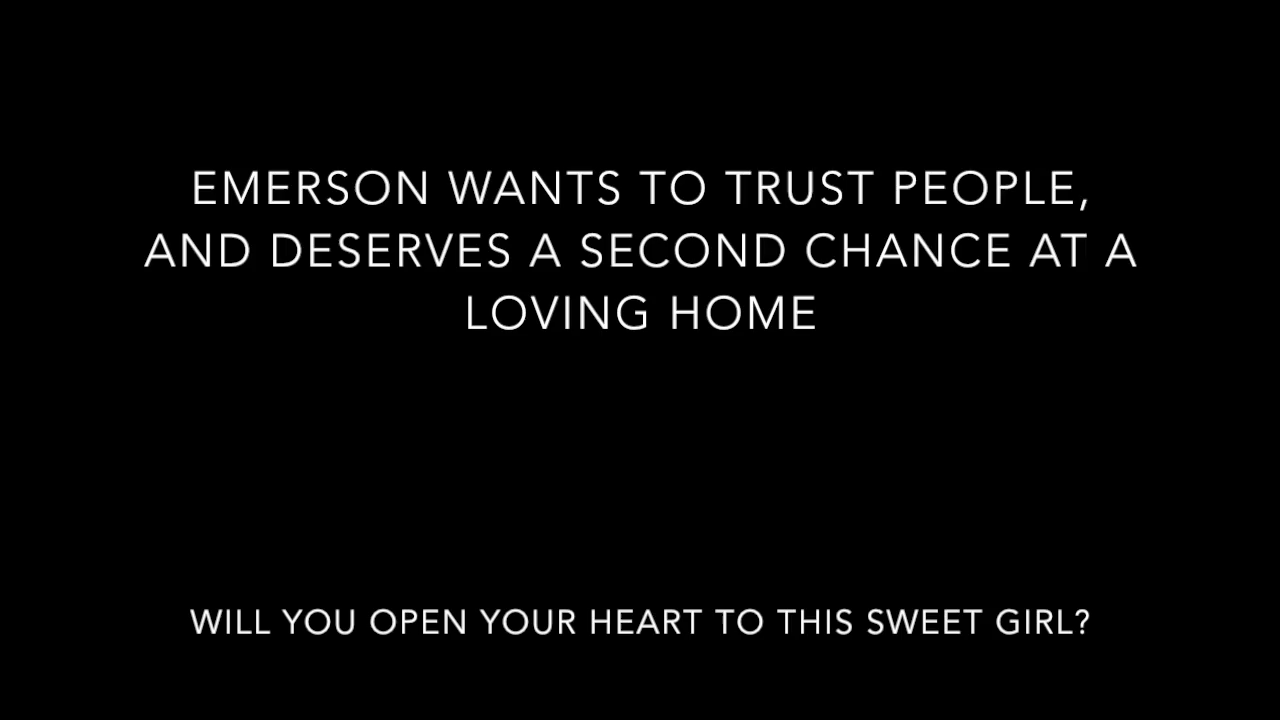 EMERSON WANTS TO TRUST PEOPLE,
AND DESERVES A SECOND CHANCE AT A
LOVING HOME
WILL YOU OPEN YOUR HEART TO THIS SWEET GIRL?